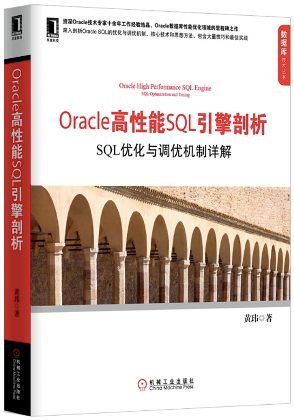 资深Oracle技术专家十余年工作经验结晶，Oracle数据库性能优化领域的里程碑之作
深入剖析Oracle SQL的优化与调优机制、核心技术和思想方法，包含大量技巧和最佳实践
数据库
技术丛书
Oracle High Performance SQL Engine
SQL Optimization and Tuning
Oracle高性能SQL引擎剖析
SQL优化与调优机制详解
黄玮◎著
机械工业出版社
China Machine Press
Oracle高性能SQL引擎剖析
黄玮◎著
机械工业出版社
China Machine Press